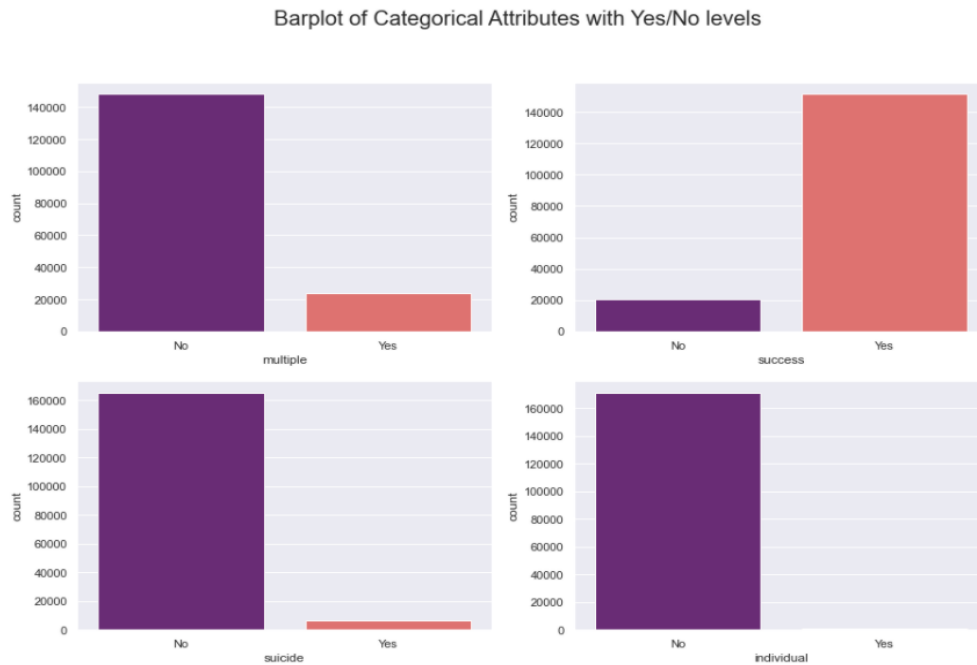 Barplot of Categorical Attributes with Yes/No levels
140000
120000
100000
80000
60000
40000
20000
0
count
No
Yes
multiple
140000
120000
100000
80000
60000
40000
20000
0
count
No
Yes
success
160000
140000
120000
100000
80000
60000
40000
20000
0
count
No
Yes
suicide
160000
140000
120000
100000
80000
60000
40000
20000
0
count
No
Yes
individual